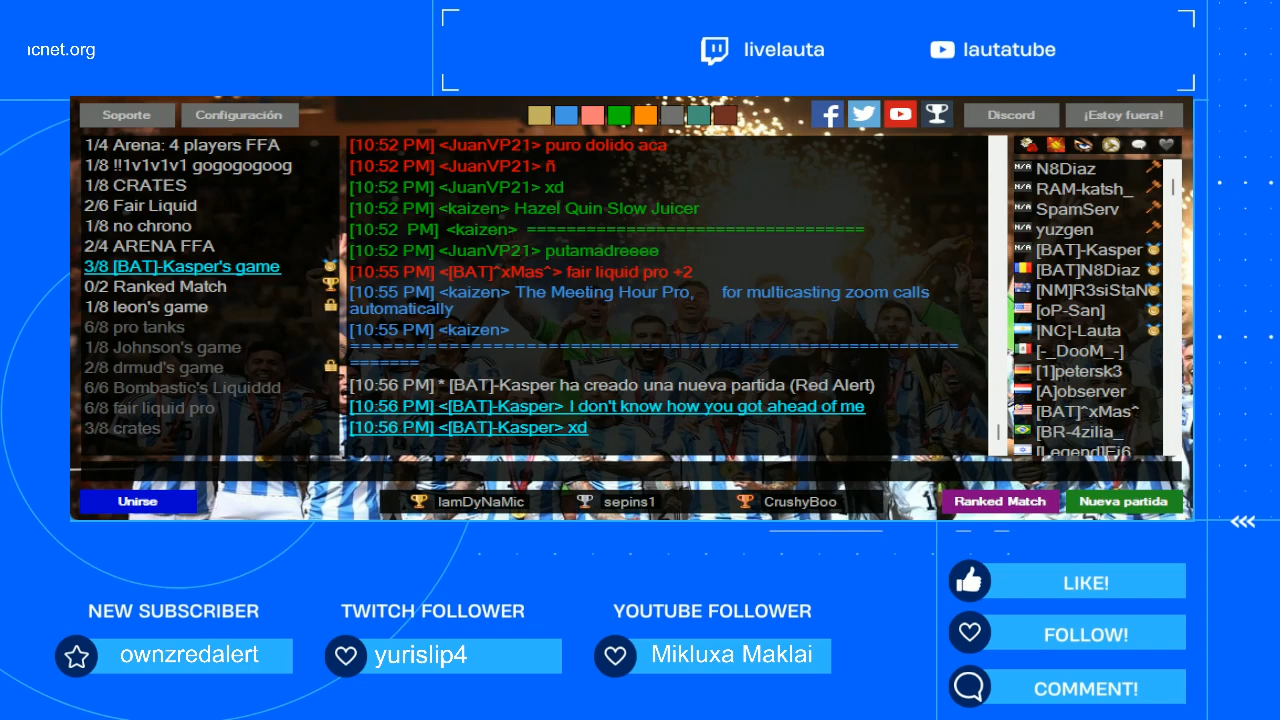 ıcnet.org
livelauta
lautatube
Soporte
Configuración
Discord
¡Estoy fuera!
1/4 Arena: 4 players FFA
1/8 !!1v1v1v1 gogogogoog
1/8 CRATES
2/6 Fair Liquid
1/8 no chrono
2/4 ARENA FFA
3/8 [BAT]-Kasper's game
0/2 Ranked Match
1/8 leon's game
6/8 pro tanks
1/8 Johnson's game
2/8 drmud's game
6/6 Bombastic's Liquiddd
6/8 fair liquid pro
3/8 crates
[10:52 PM] <JuanVP21> puro dolido aca
[10:52 PM] <JuanVP21> ñ
[10:52 PM] <JuanVP21> xd
[10:52 PM] <kaizen> Hazel Quin Slow Juicer
[10:52 PM] <kaizen> ==================================
[10:52 PM] <JuanVP21> putamadreeee
[10:55 PM] <[BAT]^xMas^> fair liquid pro +2
[10:55 PM] <kaizen> The Meeting Hour Pro, for multicasting zoom calls
automatically
[10:55 PM] <kaizen>
=============================================================
=======
[10:56 PM] * [BAT]-Kasper ha creado una nueva partida (Red Alert)
[10:56 PM] <[BAT]-Kasper> I don't know how you got ahead of me
[10:56 PM] <[BAT]-Kasper> xd
N/A N8Diaz
N/A RAM-katsh_
N/A SpamServ
N/A yuzgen
N/A [BAT]-Kasper
[BAT]N8Diaz
[NM]R3siStaN
[oP-San]
|NC|-Lauta
[-_DooM_-]
[1]petersk3
[A]observer
[BAT]^xMas^
[BR-4zilia_
Unirse
IamDyNaMic
sepins1
CrushyBoo
Ranked Match
Nueva partida
NEW SUBSCRIBER
ownzredalert
TWITCH FOLLOWER
yurislip4
YOUTUBE FOLLOWER
Mikluxa Maklai
LIKE!
FOLLOW!
COMMENT!